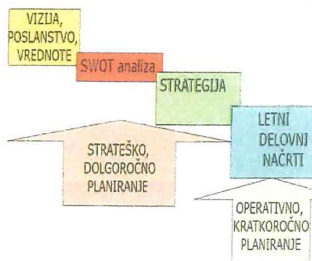 VIZIJA,
POSLANSTVO,
VREDNOTE
SWOT analiza
STRATEGIJA
LETNI
DELOVNI
NAČRTI
STRATEŠKO,
DOLGOROČNO
PLANIRANJE
OPERATIVNO,
KRATKOROČNO
PLANIRANJE